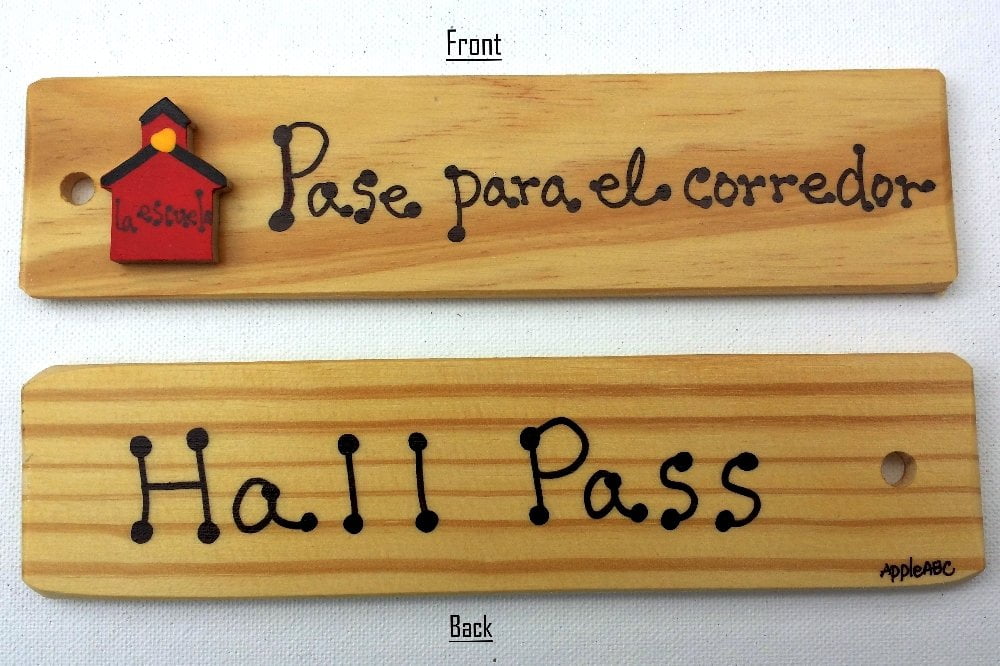 Front
la escuela
Pase para el corredor
Hall Pass
AppleABC
Back